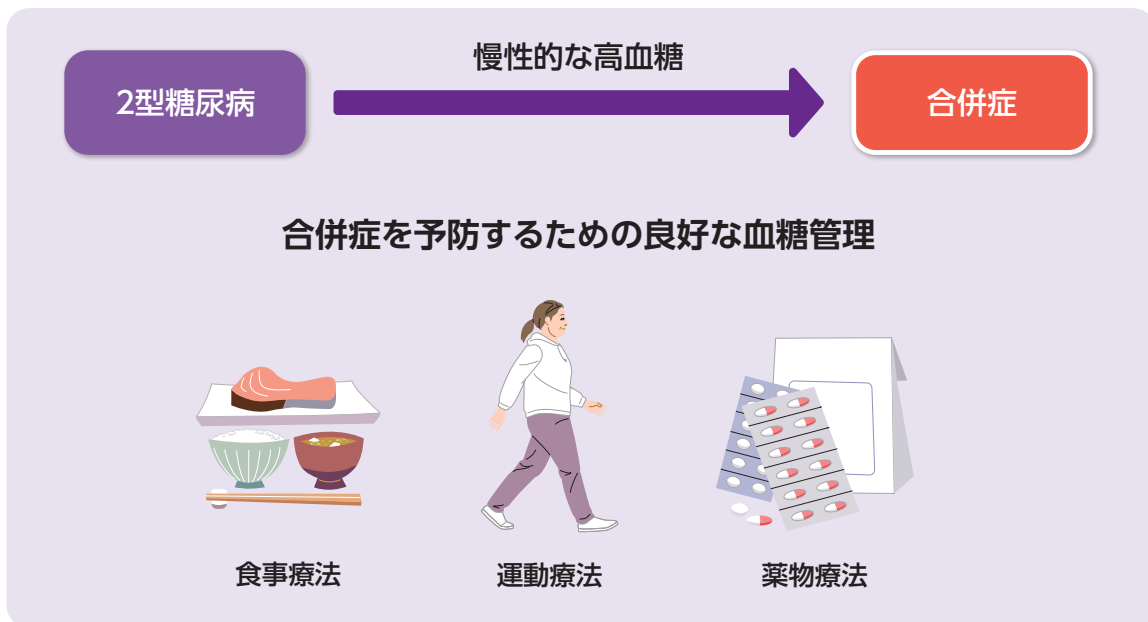 慢性的な高血糖
2型糖尿病
合併症
合併症を予防するための良好な血糖管理
食事療法
運動療法
薬物療法